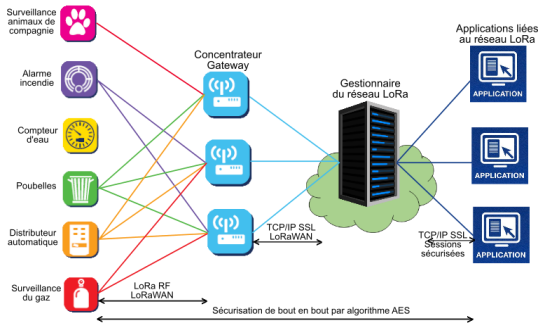 Surveillance
animaux de
compagnie
Alarme
incendie
Compteur
d'eau
Poubelles
Distributeur
automatique
Surveillance
du gaz
Concentrateur
Gateway
Gestionnaire
du réseau LoRa
Applications liées
au réseau LoRa
APPLICATION
APPLICATION
APPLICATION
LoRa RF
LoRaWAN
TCP/IP SSL
LoRaWAN
TCP/IP SSL
Sessions
sécurisées
Sécurisation de bout en bout par algorithme AES